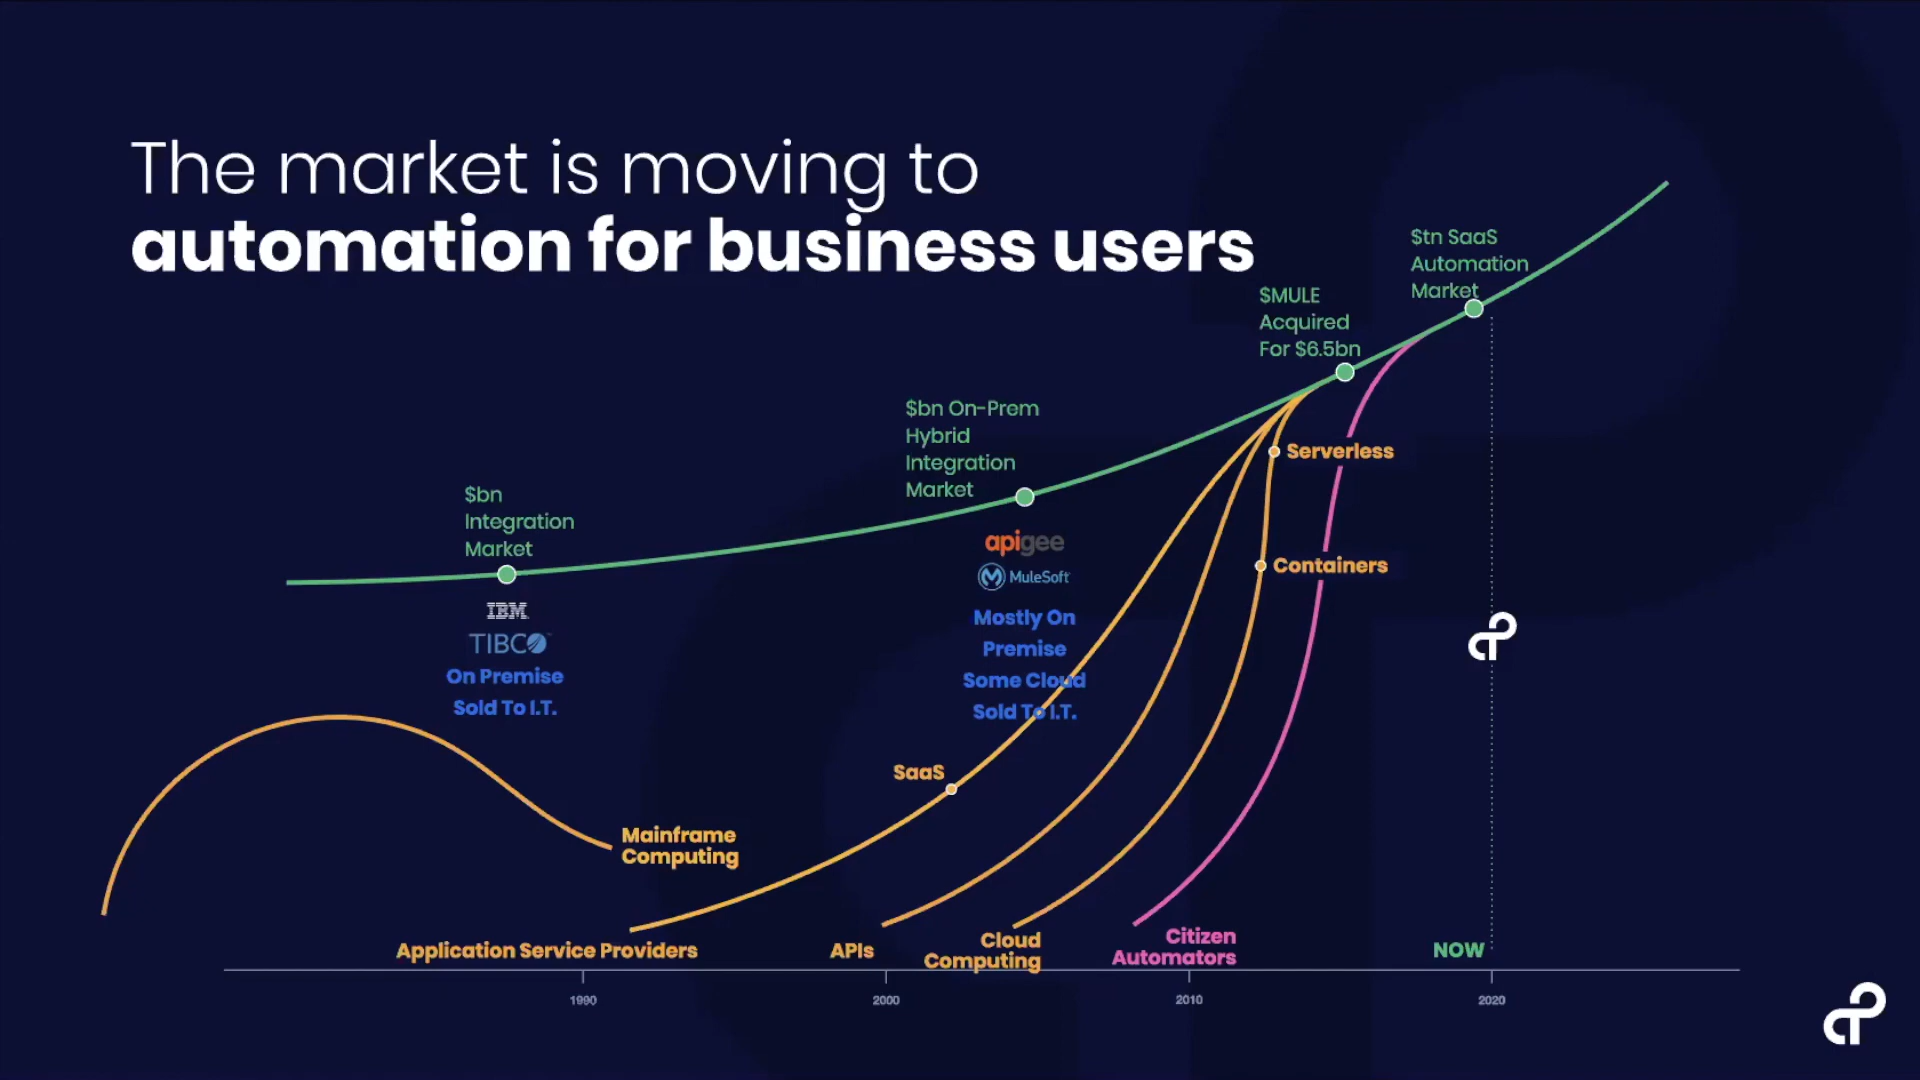 The market is moving to
automation for business users
$tn SaaS
Automation
Market
$MULE
Acquired
For $6.5bn
$bn On-Prem
Hybrid
Integration
Market
$bn
Integration
Market
Serverless
apigee
MuleSoft
Containers
IBM
TIBCO
On Premise
Sold To I.T.
Mostly On
Premise
Some Cloud
Sold To I.T.
SaaS
Mainframe
Computing
Application Service Providers
APIs
Cloud
Computing
Citizen
Automators
NOW
1990
2000
2010
2020